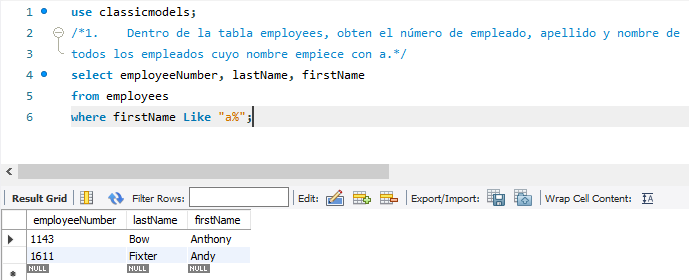 1 use classicmodels;
2 /*1. Dentro de la tabla employees, obten el número de empleado, apellido y nombre de
3 todos los empleados cuyo nombre empiece con a.*/
4 select employeeNumber, lastName, firstName
5 from employees
6 where firstName Like "a%";
Result Grid Filter Rows: Edit: Export/Import: Wrap Cell Content: IA
employeeNumber lastName firstName
1143 Bow Anthony
1611 Fixter Andy
NULL NULL NULL